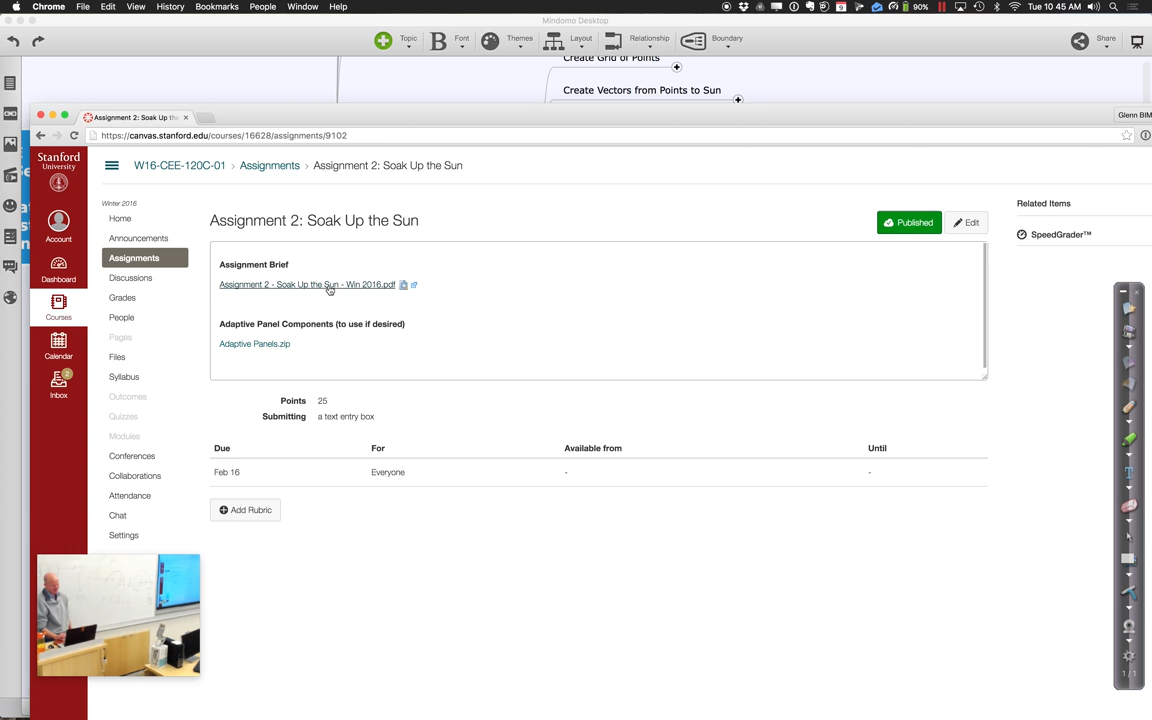 Chrome File Edit View History Bookmarks People Window Help
9 90% Tue 10 45 AM
Mindomo Desktop
Topic Font Themes Layout Relationship Boundary Share
Create Grid of Points
Create Vectors from Points to Sun
Assignment 2: Soak Up the
Glenn BIM
https://canvas.stanford.edu/courses/16628/assignments/9102
Stanford
University
W16-CEE-120C-01 › Assignments › Assignment 2: Soak Up the Sun
Account
Dashboard
Courses
Calendar
2
Inbox
Winter 2016
Home
Announcements
Assignments
Discussions
Grades
People
Pages
Files
Syllabus
Outcomes
Quizzes
Modules
Conferences
Collaborations
Attendance
Chat
Settings
Assignment 2: Soak Up the Sun
Published
Edit
Assignment Brief
Assignment 2 - Soak Up the Sun - Win 2016.pdf
Adaptive Panel Components (to use if desired)
Adaptive Panels.zip
Points 25
Submitting a text entry box
Due For Available from Until
Feb 16 Everyone - -
Add Rubric
Related Items
SpeedGrader™
1 / 1